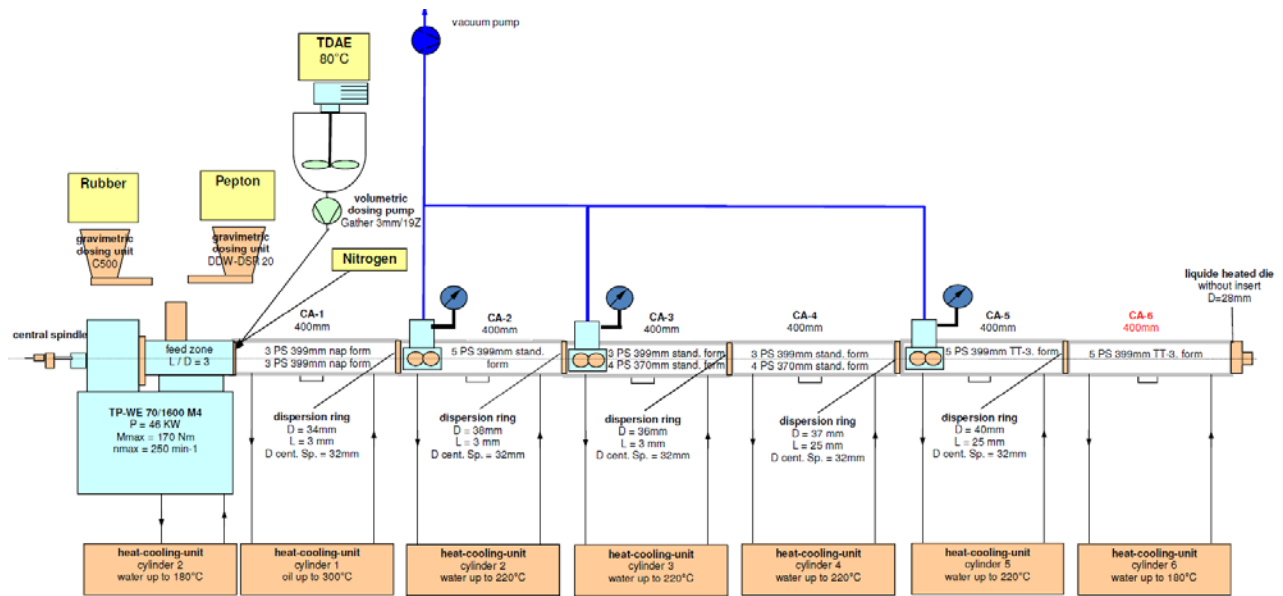 vacuum pump
TDAE
80°C
Rubber
Pepton
gravimetric
dosing unit
C500
gravimetric
dosing unit
DDW-DSR 20
volumetric
dosing pump
Gather 3mm/19Z
Nitrogen
central spindle
feed zone
L / D = 3
CA-1
400mm
3 PS 399mm nap form
3 PS 399mm nap form
CA-2
400mm
5 PS 399mm stand.
form
CA-3
400mm
3 PS 399mm stand. form
4 PS 370mm stand. form
CA-4
400mm
3 PS 399mm stand. form
4 PS 370mm stand. form
CA-5
400mm
5 PS 399mm TT-3. form
CA-6
400mm
5 PS 399mm TT-3. form
liquide heated die
without insert
D=28mm
TP-WE 70/1600 M4
P = 46 KW
Mmax = 170 Nm
nmax = 250 min-1
dispersion ring
D = 34mm
L = 3 mm
D cent. Sp. = 32mm
dispersion ring
D = 38mm
L = 3 mm
D cent. Sp. = 32mm
dispersion ring
D = 36mm
L = 3 mm
D cent. Sp. = 32mm
dispersion ring
D = 37 mm
L = 25 mm
D cent. Sp. = 32mm
dispersion ring
D = 40mm
L = 25 mm
D cent. Sp. = 32mm
heat-cooling-unit
cylinder 2
water up to 180°C
heat-cooling-unit
cylinder 1
oil up to 300°C
heat-cooling-unit
cylinder 2
water up to 220°C
heat-cooling-unit
cylinder 3
water up to 220°C
heat-cooling-unit
cylinder 4
water up to 220°C
heat-cooling-unit
cylinder 5
water up to 220°C
heat-cooling-unit
cylinder 6
water up to 180°C